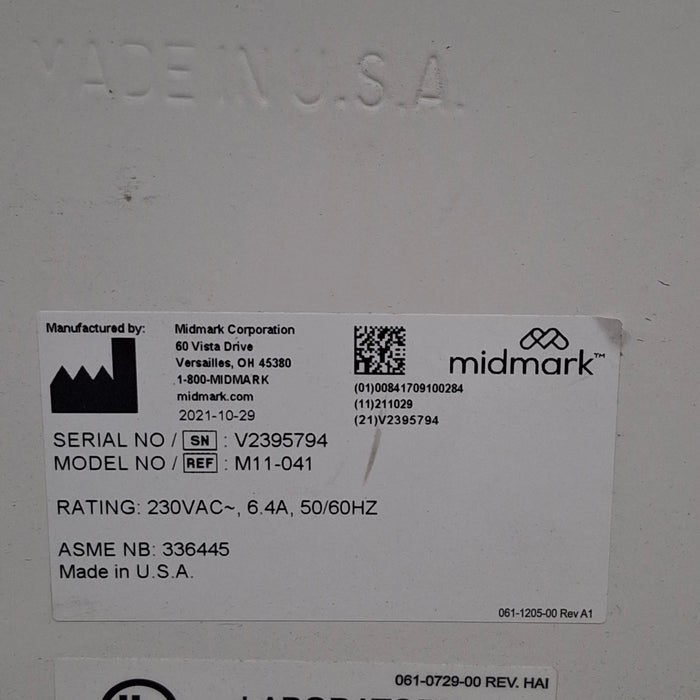 MADE IN U.S.A.
Manufactured by:
Midmark Corporation
60 Vista Drive
Versailles, OH 45380
1-800-MIDMARK
midmark.com
2021-10-29
(01)00841709100284
(11)211029
(21)V2395794
midmark™
SERIAL NO / SN : V2395794
MODEL NO / REF : M11-041
RATING: 230VAC~, 6.4A, 50/60HZ
ASME NB: 336445
Made in U.S.A.
061-1205-00 Rev A1
061-0729-00 REV. HAI